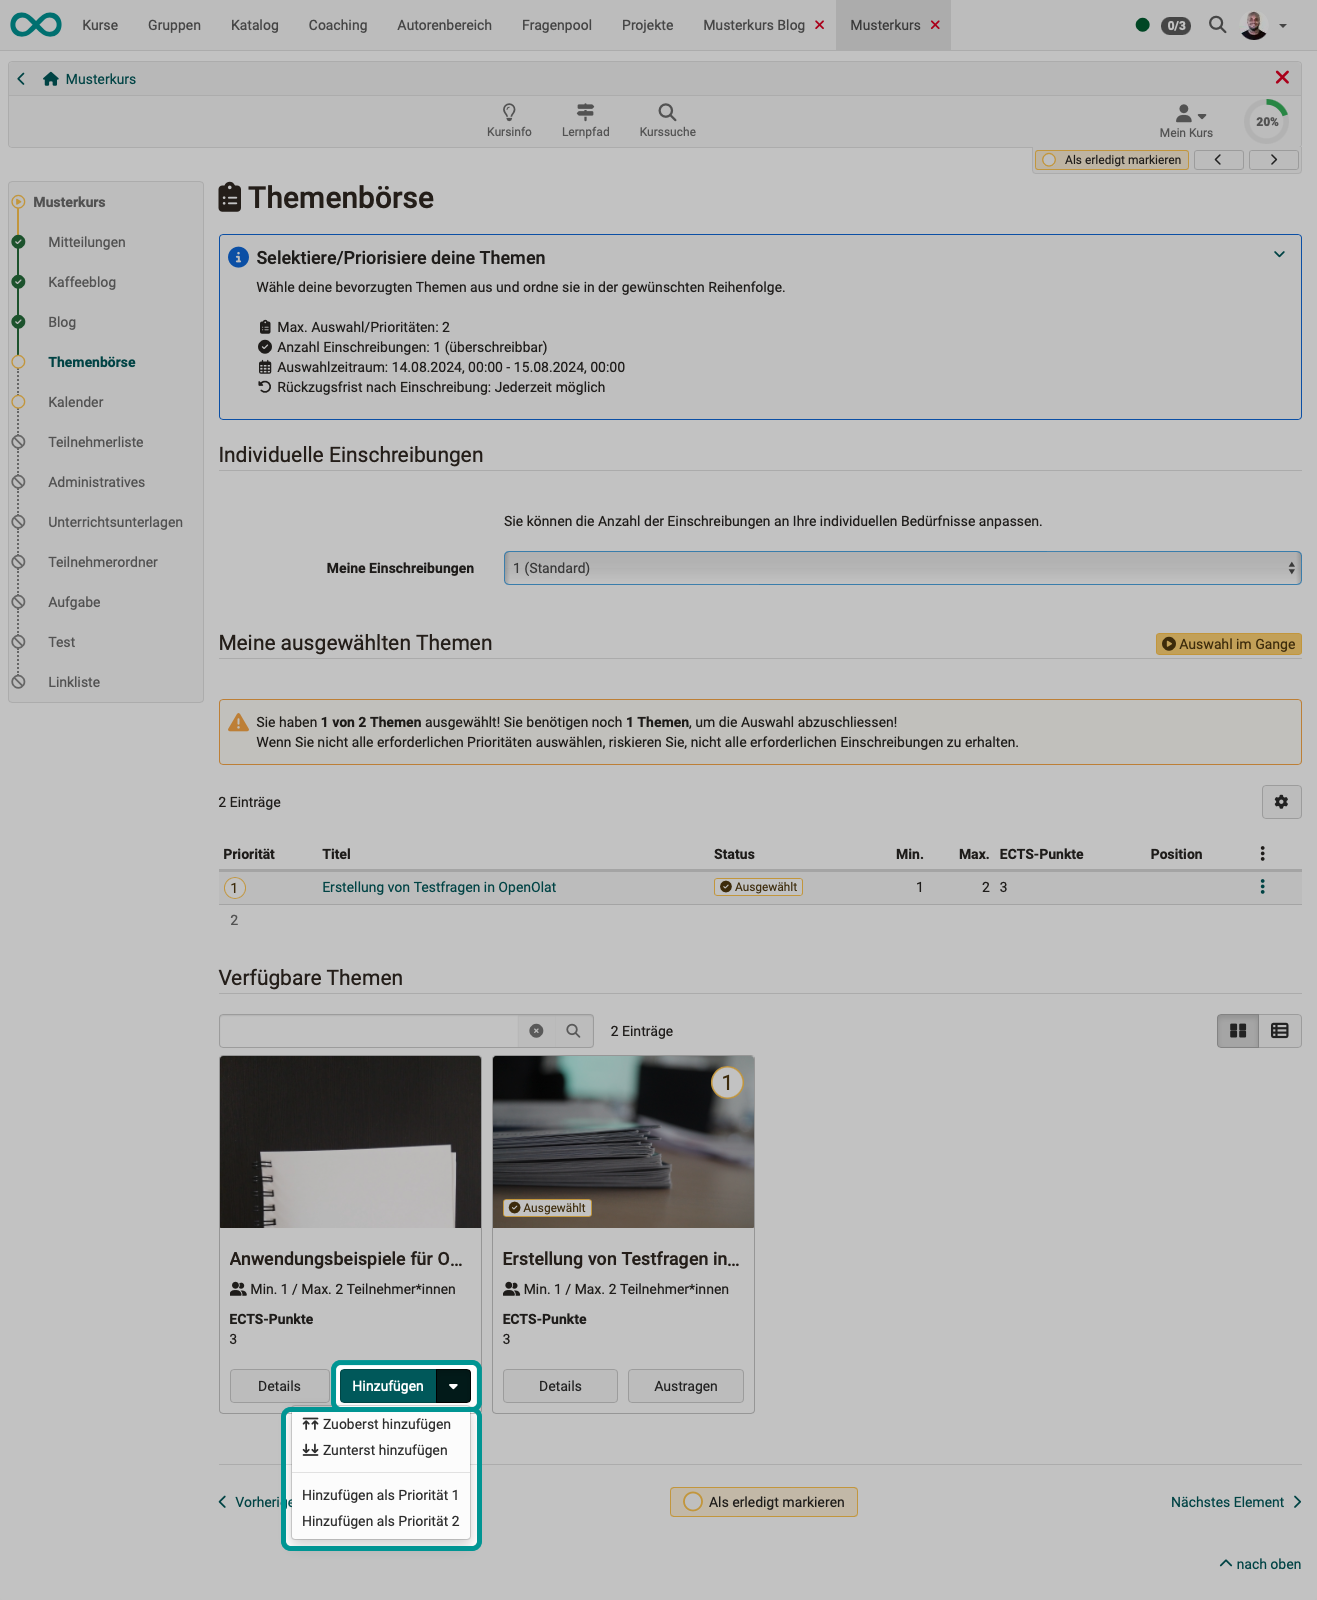 Kurse Gruppen Katalog Coaching Autorenbereich Fragenpool Projekte Musterkurs Blog Musterkurs 0/3
Musterkurs
Kursinfo Lernpfad Kurssuche Mein Kurs 20%
Als erledigt markieren
Musterkurs
Mitteilungen
Kaffeeblog
Blog
Themenbörse
Kalender
Teilnehmerliste
Administratives
Unterrichtsunterlagen
Teilnehmerordner
Aufgabe
Test
Linkliste
Themenbörse
Selektiere/Priorisiere deine Themen
Wähle deine bevorzugten Themen aus und ordne sie in der gewünschten Reihenfolge.
Max. Auswahl/Prioritäten: 2
Anzahl Einschreibungen: 1 (überschreibbar)
Auswahlzeitraum: 14.08.2024, 00:00 - 15.08.2024, 00:00
Rückzugsfrist nach Einschreibung: Jederzeit möglich
Individuelle Einschreibungen
Sie können die Anzahl der Einschreibungen an Ihre individuellen Bedürfnisse anpassen.
Meine Einschreibungen 1 (Standard)
Meine ausgewählten Themen Auswahl im Gange
Sie haben 1 von 2 Themen ausgewählt! Sie benötigen noch 1 Themen, um die Auswahl abzuschliessen!
Wenn Sie nicht alle erforderlichen Prioritäten auswählen, riskieren Sie, nicht alle erforderlichen Einschreibungen zu erhalten.
2 Einträge
Priorität Titel Status Min. Max. ECTS-Punkte Position
1 Erstellung von Testfragen in OpenOlat Ausgewählt 1 2 3
2
Verfügbare Themen
2 Einträge
1
Ausgewählt
Anwendungsbeispiele für O...
Min. 1 / Max. 2 Teilnehmer*innen
ECTS-Punkte
3
Details Hinzufügen
Erstellung von Testfragen in...
Min. 1 / Max. 2 Teilnehmer*innen
ECTS-Punkte
3
Details Austragen
Zuoberst hinzufügen
Zunterst hinzufügen
Hinzufügen als Priorität 1
Hinzufügen als Priorität 2
Vorherige Als erledigt markieren Nächstes Element
nach oben